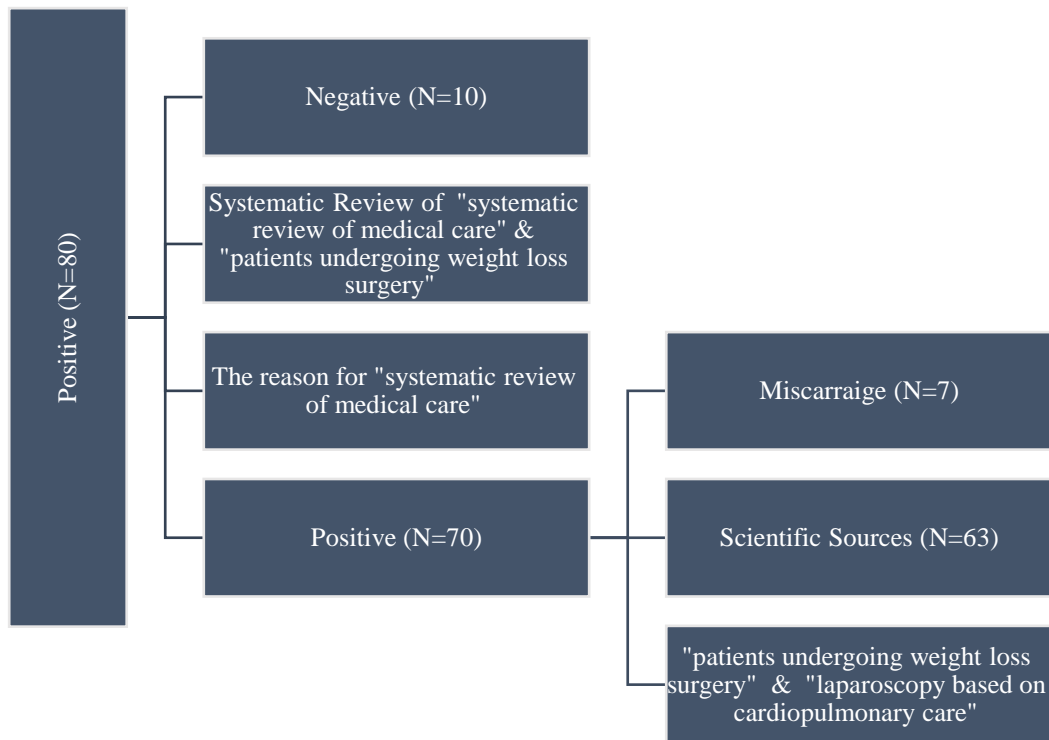 Positive (N=80)
Negative (N=10)
Systematic Review of "systematic
review of medical care" &
"patients undergoing weight loss
surgery"
The reason for "systematic review
of medical care"
Positive (N=70)
Miscarraige (N=7)
Scientific Sources (N=63)
"patients undergoing weight loss
surgery" & "laparoscopy based on
cardiopulmonary care"